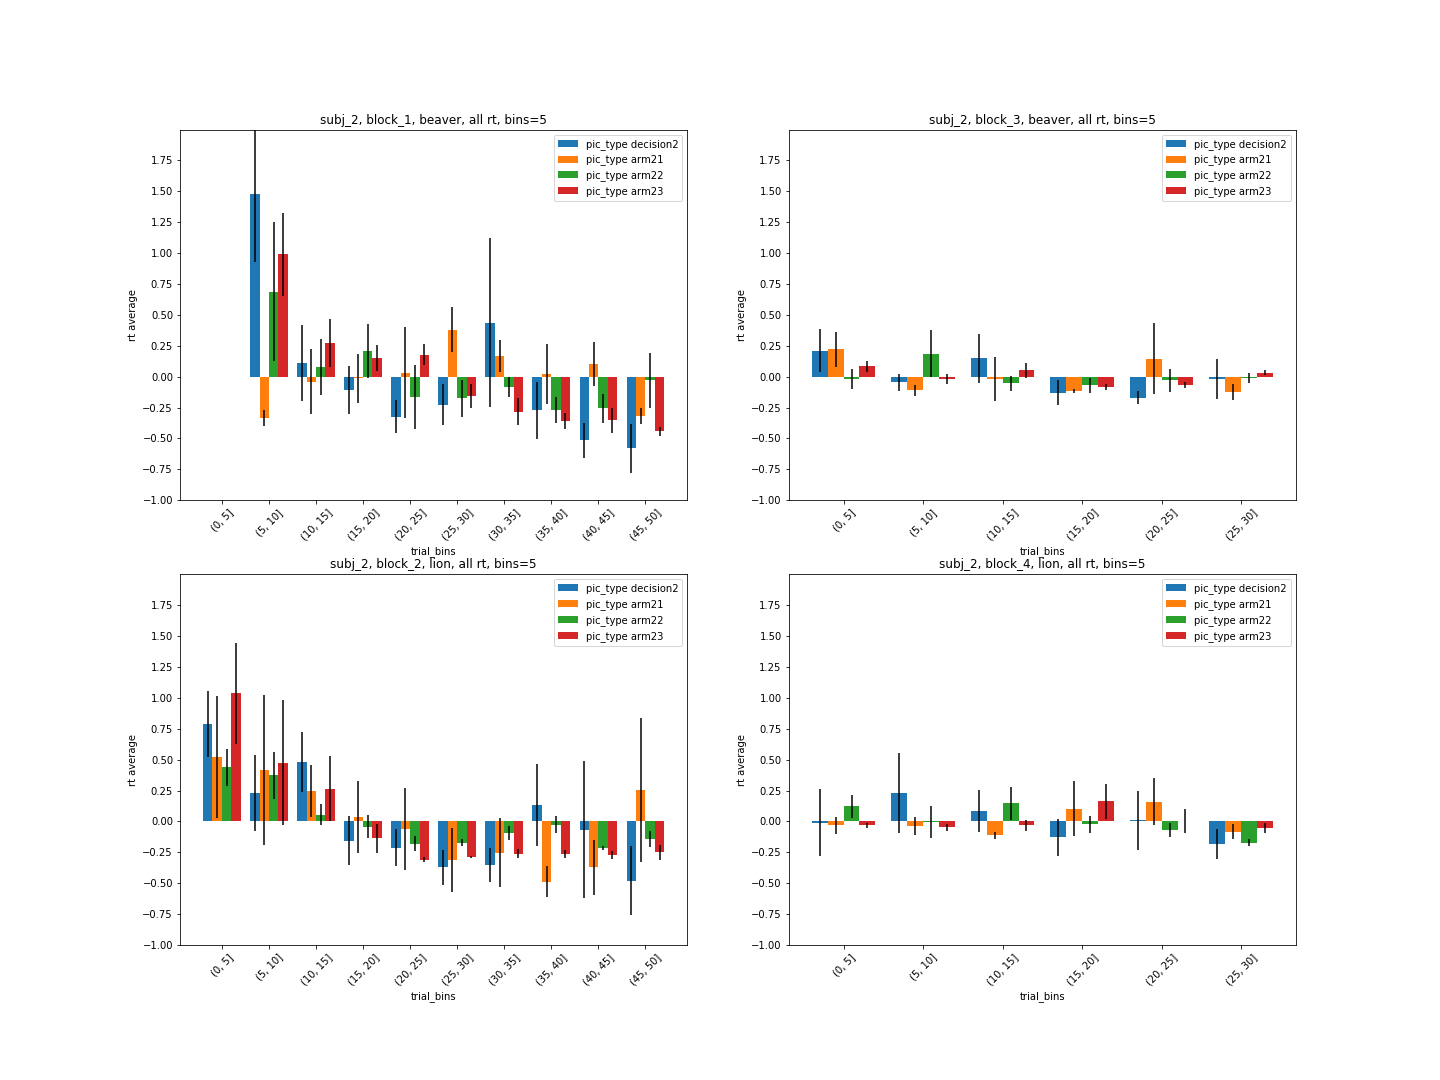 subj_2, block_1, beaver, all rt, bins=5
pic_type decision2
pic_type arm21
pic_type arm22
pic_type arm23
rt average
1.75
1.50
1.25
1.00
0.75
0.50
0.25
0.00
−0.25
−0.50
−0.75
−1.00
(0, 5]
(5, 10]
(10, 15]
(15, 20]
(20, 25]
(25, 30]
(30, 35]
(35, 40]
(40, 45]
(45, 50]
trial_bins
subj_2, block_3, beaver, all rt, bins=5
pic_type decision2
pic_type arm21
pic_type arm22
pic_type arm23
rt average
1.75
1.50
1.25
1.00
0.75
0.50
0.25
0.00
−0.25
−0.50
−0.75
−1.00
(0, 5]
(5, 10]
(10, 15]
(15, 20]
(20, 25]
(25, 30]
trial_bins
subj_2, block_2, lion, all rt, bins=5
pic_type decision2
pic_type arm21
pic_type arm22
pic_type arm23
rt average
1.75
1.50
1.25
1.00
0.75
0.50
0.25
0.00
−0.25
−0.50
−0.75
−1.00
(0, 5]
(5, 10]
(10, 15]
(15, 20]
(20, 25]
(25, 30]
(30, 35]
(35, 40]
(40, 45]
(45, 50]
trial_bins
subj_2, block_4, lion, all rt, bins=5
pic_type decision2
pic_type arm21
pic_type arm22
pic_type arm23
rt average
1.75
1.50
1.25
1.00
0.75
0.50
0.25
0.00
−0.25
−0.50
−0.75
−1.00
(0, 5]
(5, 10]
(10, 15]
(15, 20]
(20, 25]
(25, 30]
trial_bins